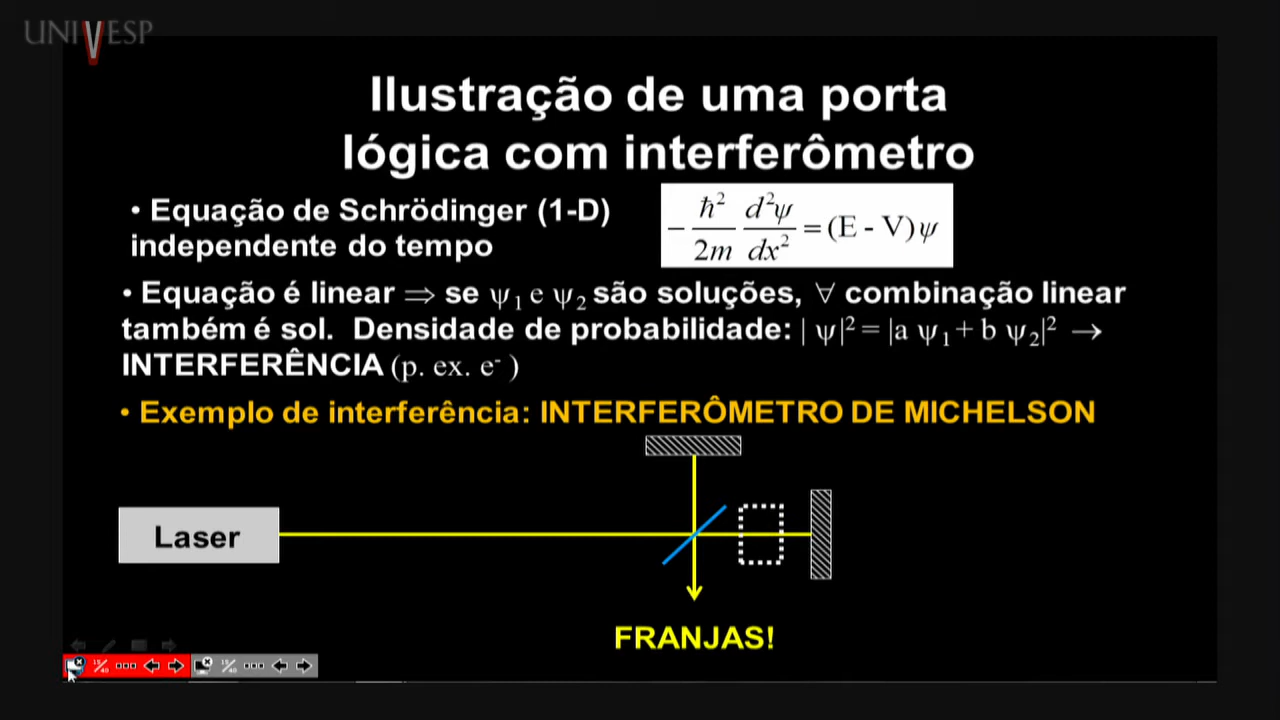 UNIVESP
Ilustração de uma porta
lógica com interferômetro
• Equação de Schrödinger (1-D)
independente do tempo
− ħ²/2m d²ψ/dx² = (E - V)ψ
• Equação é linear ⇒ se ψ₁ e ψ₂ são soluções, ∀ combinação linear
também é sol. Densidade de probabilidade: | ψ|² = |a ψ₁ + b ψ₂|² →
INTERFERÊNCIA (p. ex. e⁻ )
• Exemplo de interferência: INTERFERÔMETRO DE MICHELSON
Laser
FRANJAS!